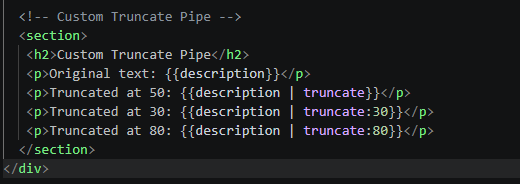 <!-- Custom Truncate Pipe -->
<section>
<h2>Custom Truncate Pipe</h2>
<p>Original text: {{description}}</p>
<p>Truncated at 50: {{description | truncate}}</p>
<p>Truncated at 30: {{description | truncate:30}}</p>
<p>Truncated at 80: {{description | truncate:80}}</p>
</section>
</div>